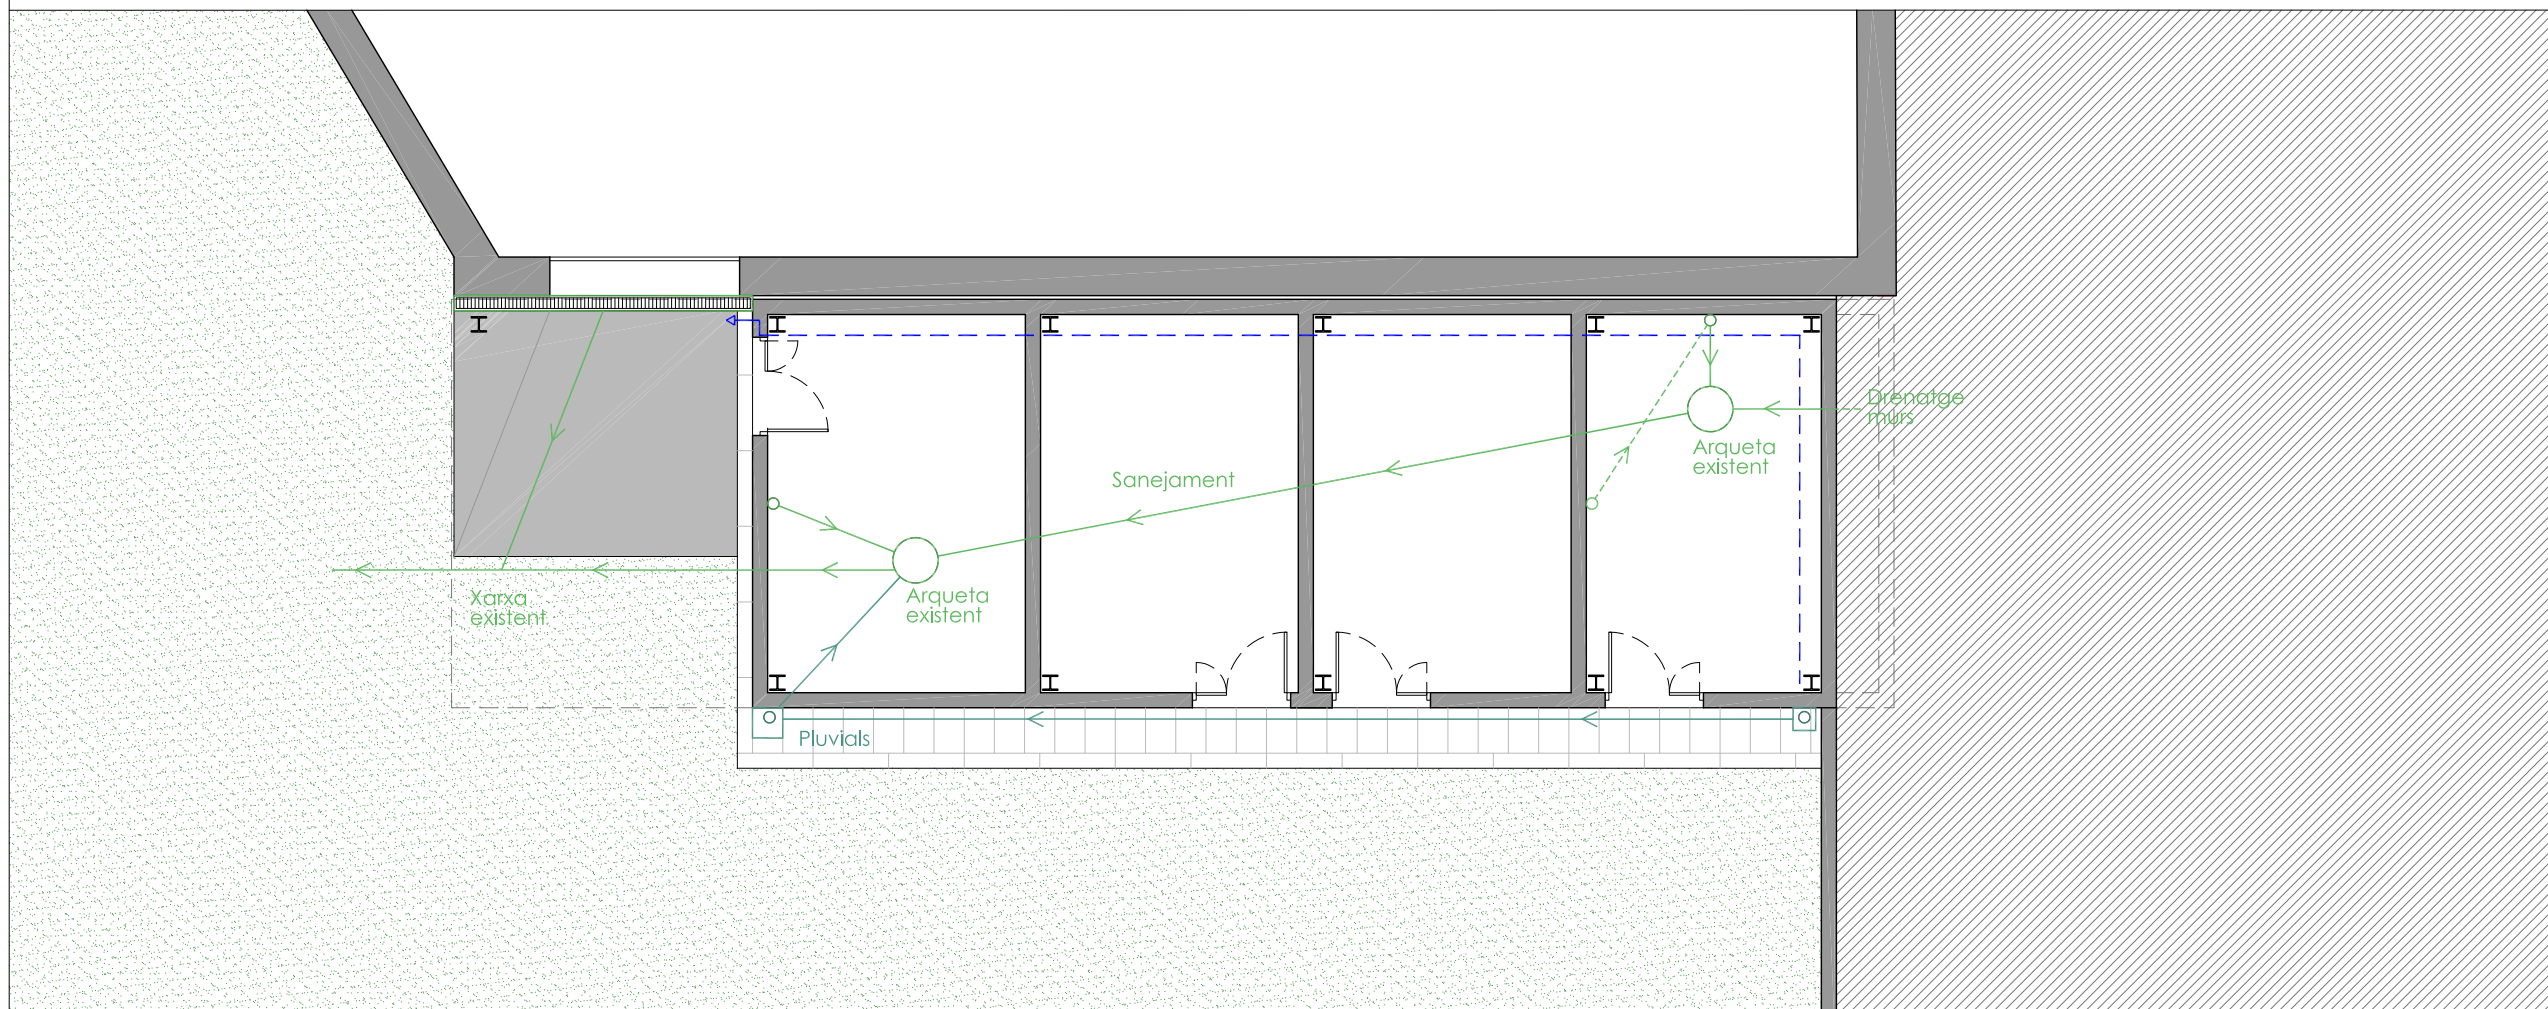 Drenatge
murs
Arqueta
existent
Sanejament
Xarxa
existent
Arqueta
existent
Pluvials